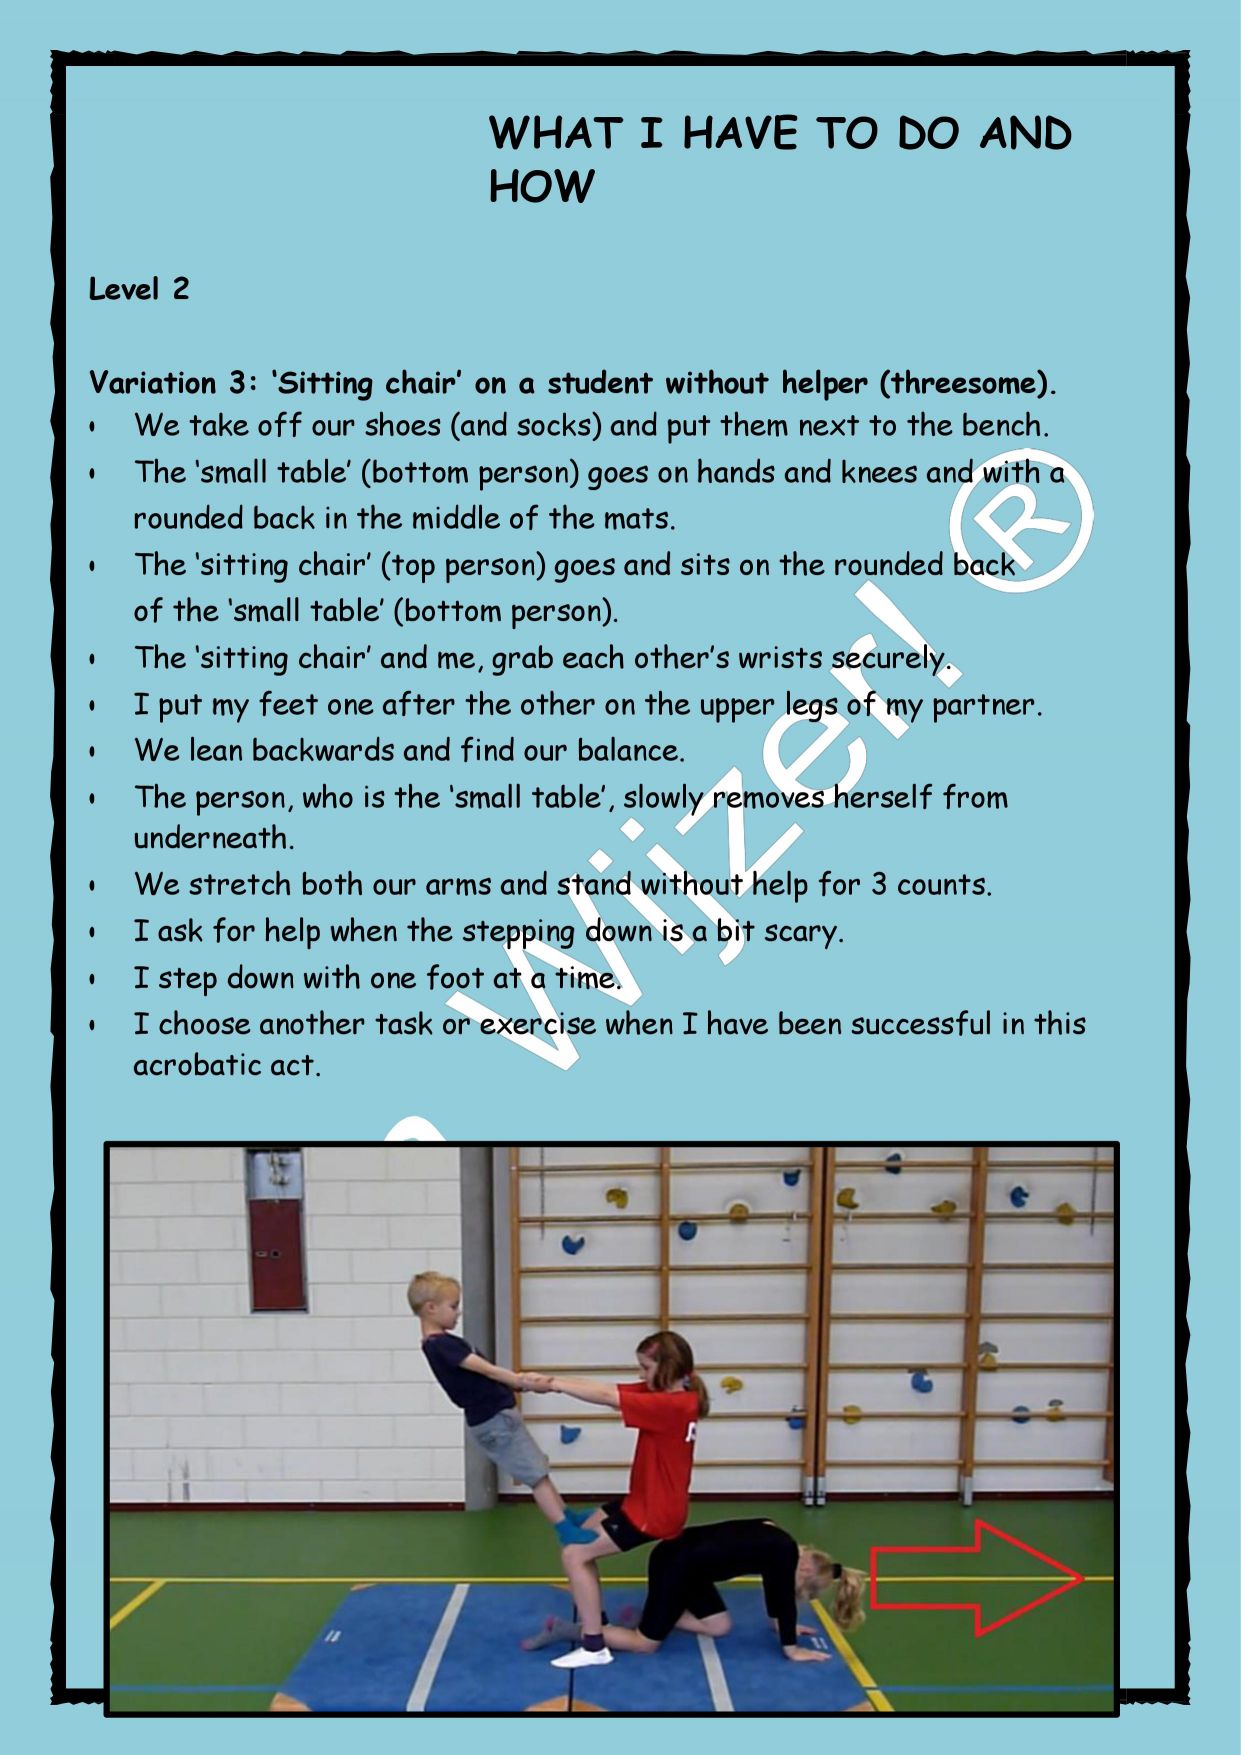 WHAT I HAVE TO DO AND
HOW
Level 2
Variation 3: ‘Sitting chair’ on a student without helper (threesome).
• We take off our shoes (and socks) and put them next to the bench.
• The ‘small table’ (bottom person) goes on hands and knees and with a
rounded back in the middle of the mats.
• The ‘sitting chair’ (top person) goes and sits on the rounded back
of the ‘small table’ (bottom person).
• The ‘sitting chair’ and me, grab each other’s wrists securely.
• I put my feet one after the other on the upper legs of my partner.
• We lean backwards and find our balance.
• The person, who is the ‘small table’, slowly removes herself from
underneath.
• We stretch both our arms and stand without help for 3 counts.
• I ask for help when the stepping down is a bit scary.
• I step down with one foot at a time.
• I choose another task or exercise when I have been successful in this
acrobatic act.
Wijzer! ®